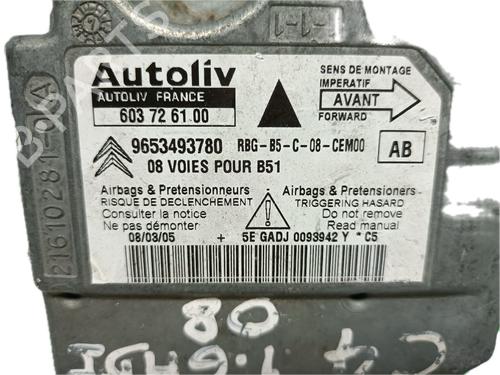 Autoliv
AUTOLIV FRANCE
603 72 61 00
SENS DE MONTAGE
IMPERATIF
AVANT
FORWARD
9653493780 RBG-B5-C-08-CEM00
AB
08 VOIES POUR B51
Airbags & Pretensionneurs
RISQUE DE DECLENCHEMENT
Consulter la notice
Ne pas démonter
Airbags & Pretensioners
TRIGGERING HASARD
Do not remove
Read manual
08/03/05 + 5E GADJ 0093942 Y * C5
B-PARTS
80
C4 1.6HDI